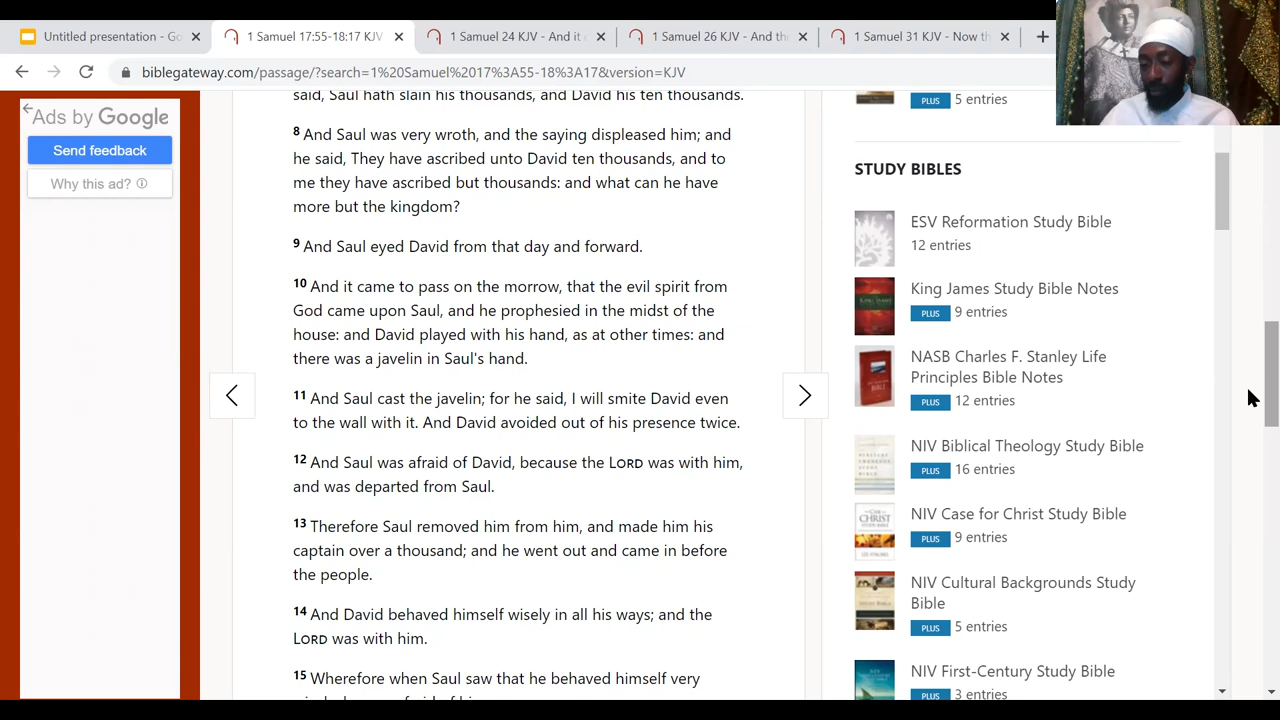 Untitled presentation - Go
1 Samuel 17:55-18:17 KJV
1 Samuel 24 KJV - And it
1 Samuel 26 KJV - And th
1 Samuel 31 KJV - Now th
biblegateway.com/passage/?search=1%20Samuel%2017%3A55-18%3A17&version=KJV
Ads by Google
Send feedback
Why this ad?
said, Saul hath slain his thousands, and David his ten thousands.
8 And Saul was very wroth, and the saying displeased him; and
he said, They have ascribed unto David ten thousands, and to
me they have ascribed but thousands: and what can he have
more but the kingdom?
9 And Saul eyed David from that day and forward.
10 And it came to pass on the morrow, that the evil spirit from
God came upon Saul, and he prophesied in the midst of the
house: and David played with his hand, as at other times: and
there was a javelin in Saul's hand.
11 And Saul cast the javelin; for he said, I will smite David even
to the wall with it. And David avoided out of his presence twice.
12 And Saul was afraid of David, because the LORD was with him,
and was departed from Saul.
13 Therefore Saul removed him from him, and made him his
captain over a thousand; and he went out and came in before
the people.
14 And David behaved himself wisely in all his ways; and the
LORD was with him.
15 Wherefore when Saul saw that he behaved himself very
PLUS 5 entries
STUDY BIBLES
ESV Reformation Study Bible
12 entries
King James Study Bible Notes
PLUS 9 entries
NASB Charles F. Stanley Life
Principles Bible Notes
PLUS 12 entries
NIV Biblical Theology Study Bible
PLUS 16 entries
NIV Case for Christ Study Bible
PLUS 9 entries
NIV Cultural Backgrounds Study
Bible
PLUS 5 entries
NIV First-Century Study Bible
PLUS 3 entries